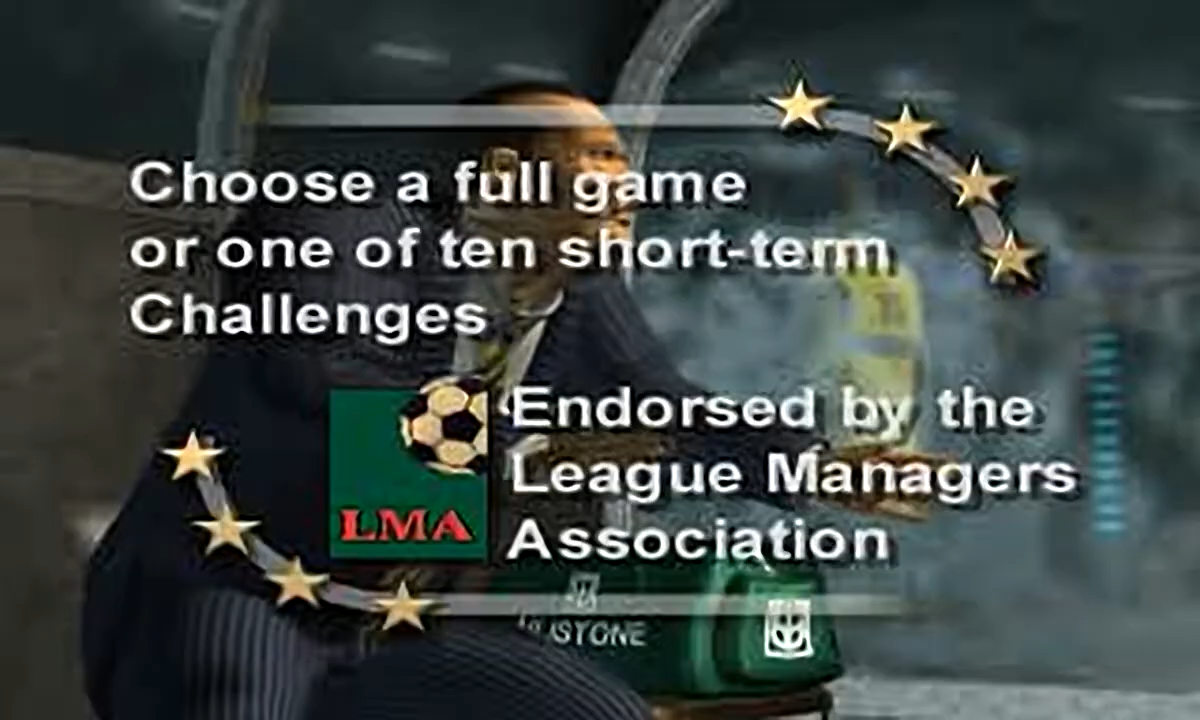 Choose a full game
or one of ten short-term
Challenges
Endorsed by the
League Managers
Association
LMA